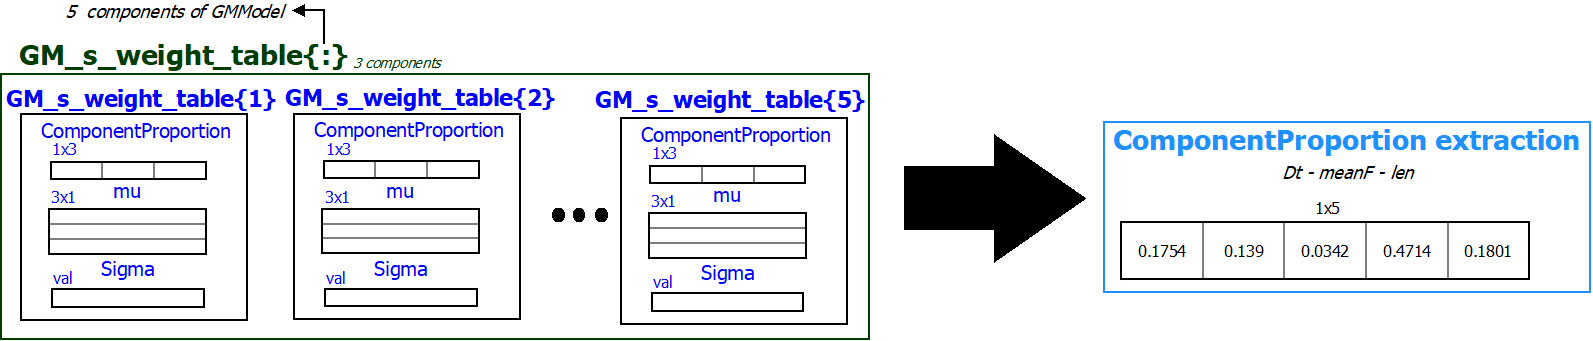 5 components of GMModel
GM_s_weight_table{:} 3 components
GM_s_weight_table{1}
ComponentProportion
1x3
mu
3x1
Sigma
val
GM_s_weight_table{2}
ComponentProportion
1x3
mu
3x1
Sigma
val
GM_s_weight_table{5}
ComponentProportion
1x3
mu
3x1
Sigma
val
ComponentProportion extraction
Dt - meanF - len
1x5
0.1754 0.139 0.0342 0.4714 0.1801